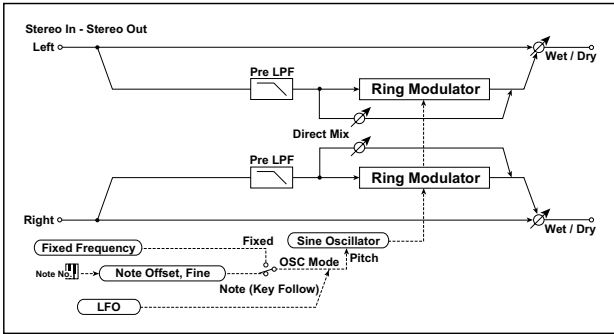 Stereo In - Stereo Out
Left
Wet / Dry
Pre LPF
Ring Modulator
Direct Mix
Pre LPF
Ring Modulator
Right
Wet / Dry
Fixed Frequency
Fixed
Sine Oscillator
OSC Mode
Pitch
Note No.
Note Offset, Fine
Note (Key Follow)
LFO